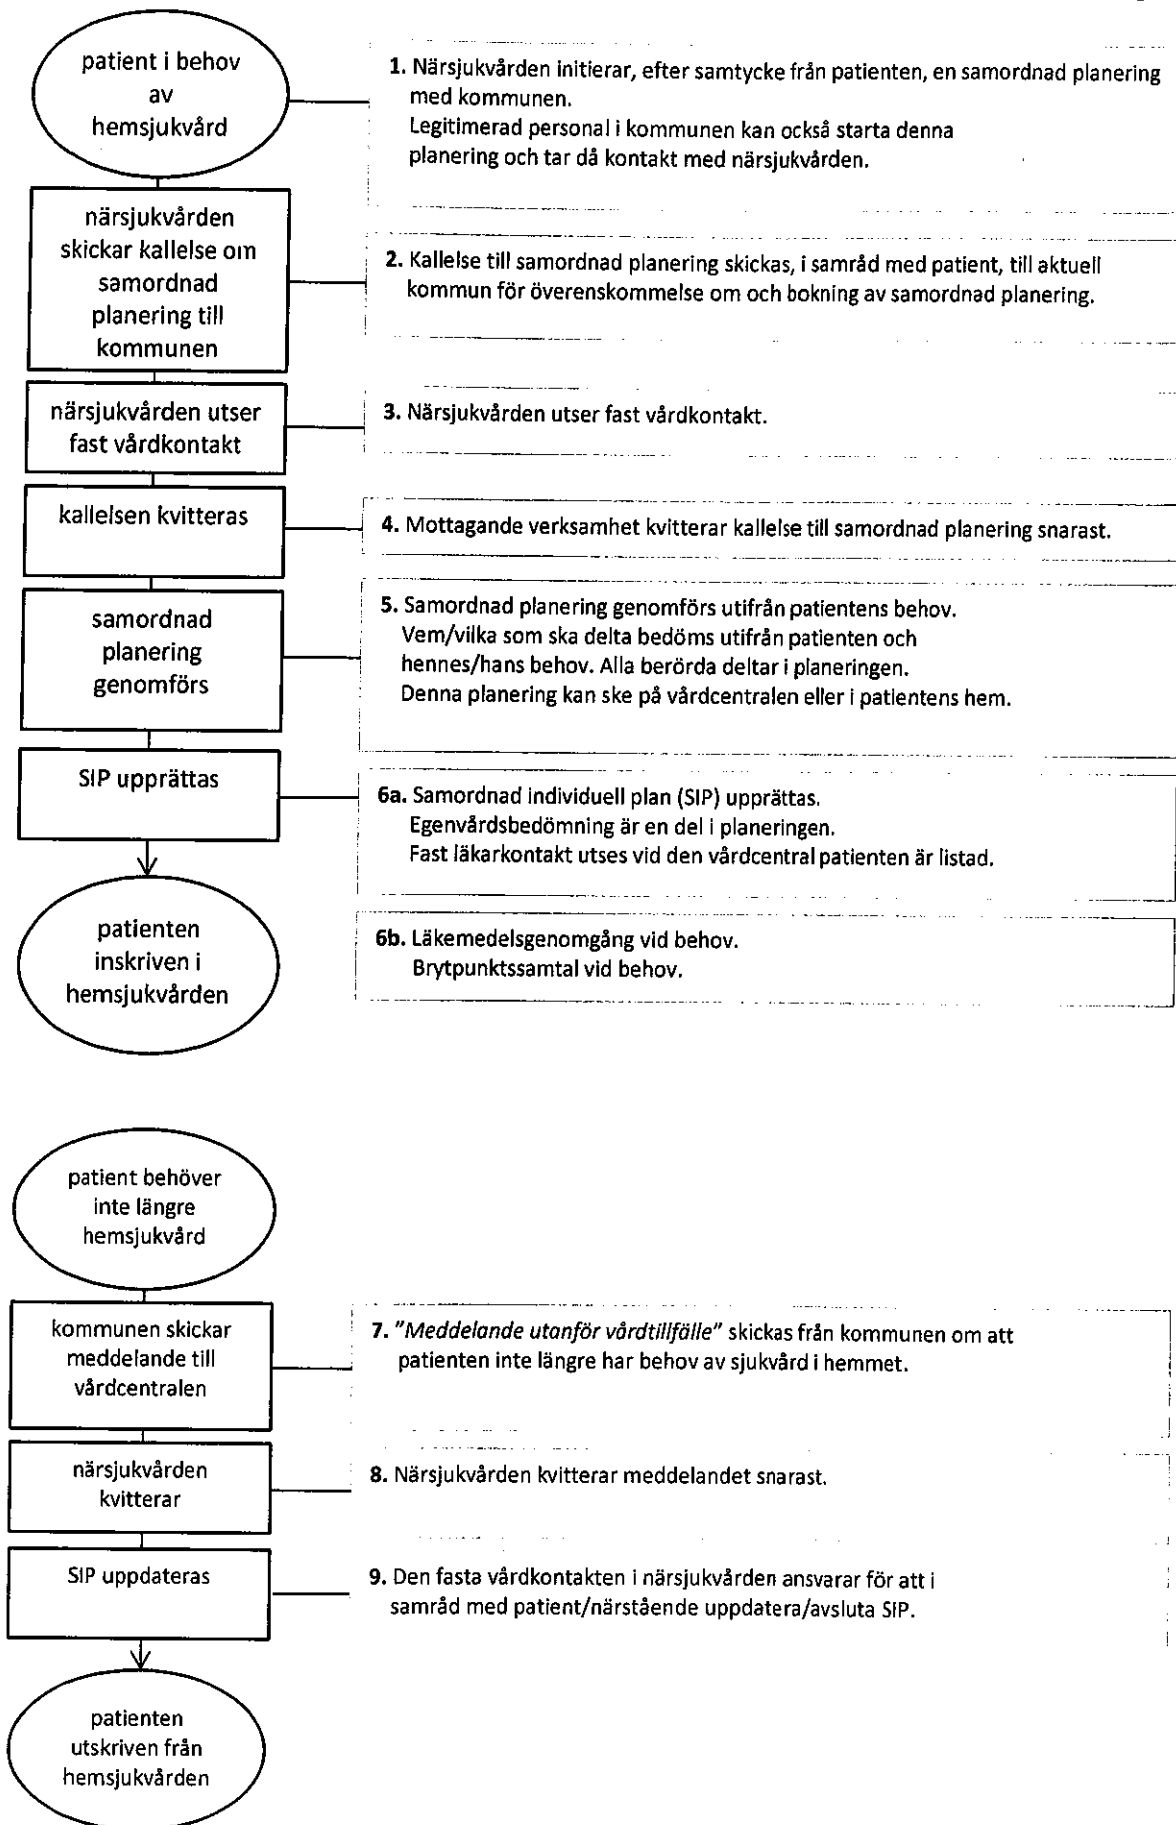 patient i behov
av
hemsjukvård
1. Närsjukvården initierar, efter samtycke från patienten, en samordnad planering
med kommunen.
Legitimerad personal i kommunen kan också starta denna
planering och tar då kontakt med närsjukvården.
närsjukvården
skickar kallelse om
samordnad
planering till
kommunen
2. Kallelse till samordnad planering skickas, i samråd med patient, till aktuell
kommun för överenskommelse om och bokning av samordnad planering.
närsjukvården utser
fast vårdkontakt
3. Närsjukvården utser fast vårdkontakt.
kallelsen kvitteras
4. Mottagande verksamhet kvitterar kallelse till samordnad planering snarast.
samordnad
planering
genomförs
5. Samordnad planering genomförs utifrån patientens behov.
Vem/vilka som ska delta bedöms utifrån patienten och
hennes/hans behov. Alla berörda deltar i planeringen.
Denna planering kan ske på vårdcentralen eller i patientens hem.
SIP upprättas
6a. Samordnad individuell plan (SIP) upprättas.
Egenvårdsbedömning är en del i planeringen.
Fast läkarkontakt utses vid den vårdcentral patienten är listad.
patienten
inskriven i
hemsjukvården
6b. Läkemedelsgenomgång vid behov.
Brytpunktssamtal vid behov.
patient behöver
inte längre
hemsjukvård
kommunen skickar
meddelande till
vårdcentralen
7. "Meddelande utanför vårdtillfälle" skickas från kommunen om att
patienten inte längre har behov av sjukvård i hemmet.
närsjukvården
kvitterar
8. Närsjukvården kvitterar meddelandet snarast.
SIP uppdateras
9. Den fasta vårdkontakten i närsjukvården ansvarar för att i
samråd med patient/närstående uppdatera/avsluta SIP.
patienten
utskriven från
hemsjukvården